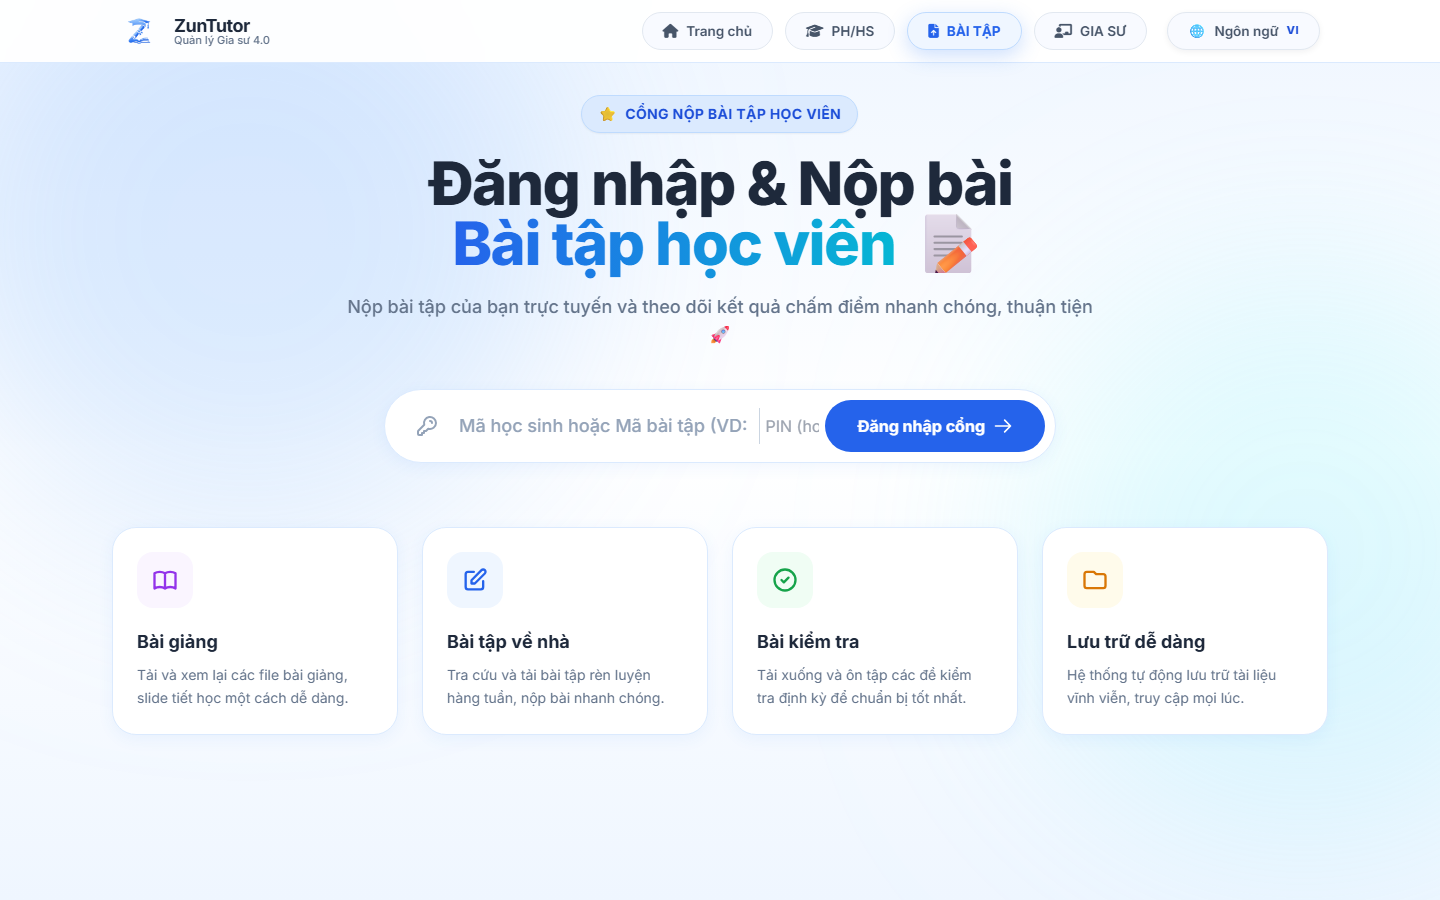 ZunTutor
Quản lý Gia sư 4.0
Trang chủ
PH/HS
BÀI TẬP
GIA SƯ
Ngôn ngữ VI
CỔNG NỘP BÀI TẬP HỌC VIÊN
Đăng nhập & Nộp bài
Bài tập học viên
Nộp bài tập của bạn trực tuyến và theo dõi kết quả chấm điểm nhanh chóng, thuận tiện
Mã học sinh hoặc Mã bài tập (VD:
PIN (họ
Đăng nhập cổng
Bài giảng
Tải và xem lại các file bài giảng,
slide tiết học một cách dễ dàng.
Bài tập về nhà
Tra cứu và tải bài tập rèn luyện
hàng tuần, nộp bài nhanh chóng.
Bài kiểm tra
Tải xuống và ôn tập các đề kiểm
tra định kỳ để chuẩn bị tốt nhất.
Lưu trữ dễ dàng
Hệ thống tự động lưu trữ tài liệu
vĩnh viễn, truy cập mọi lúc.